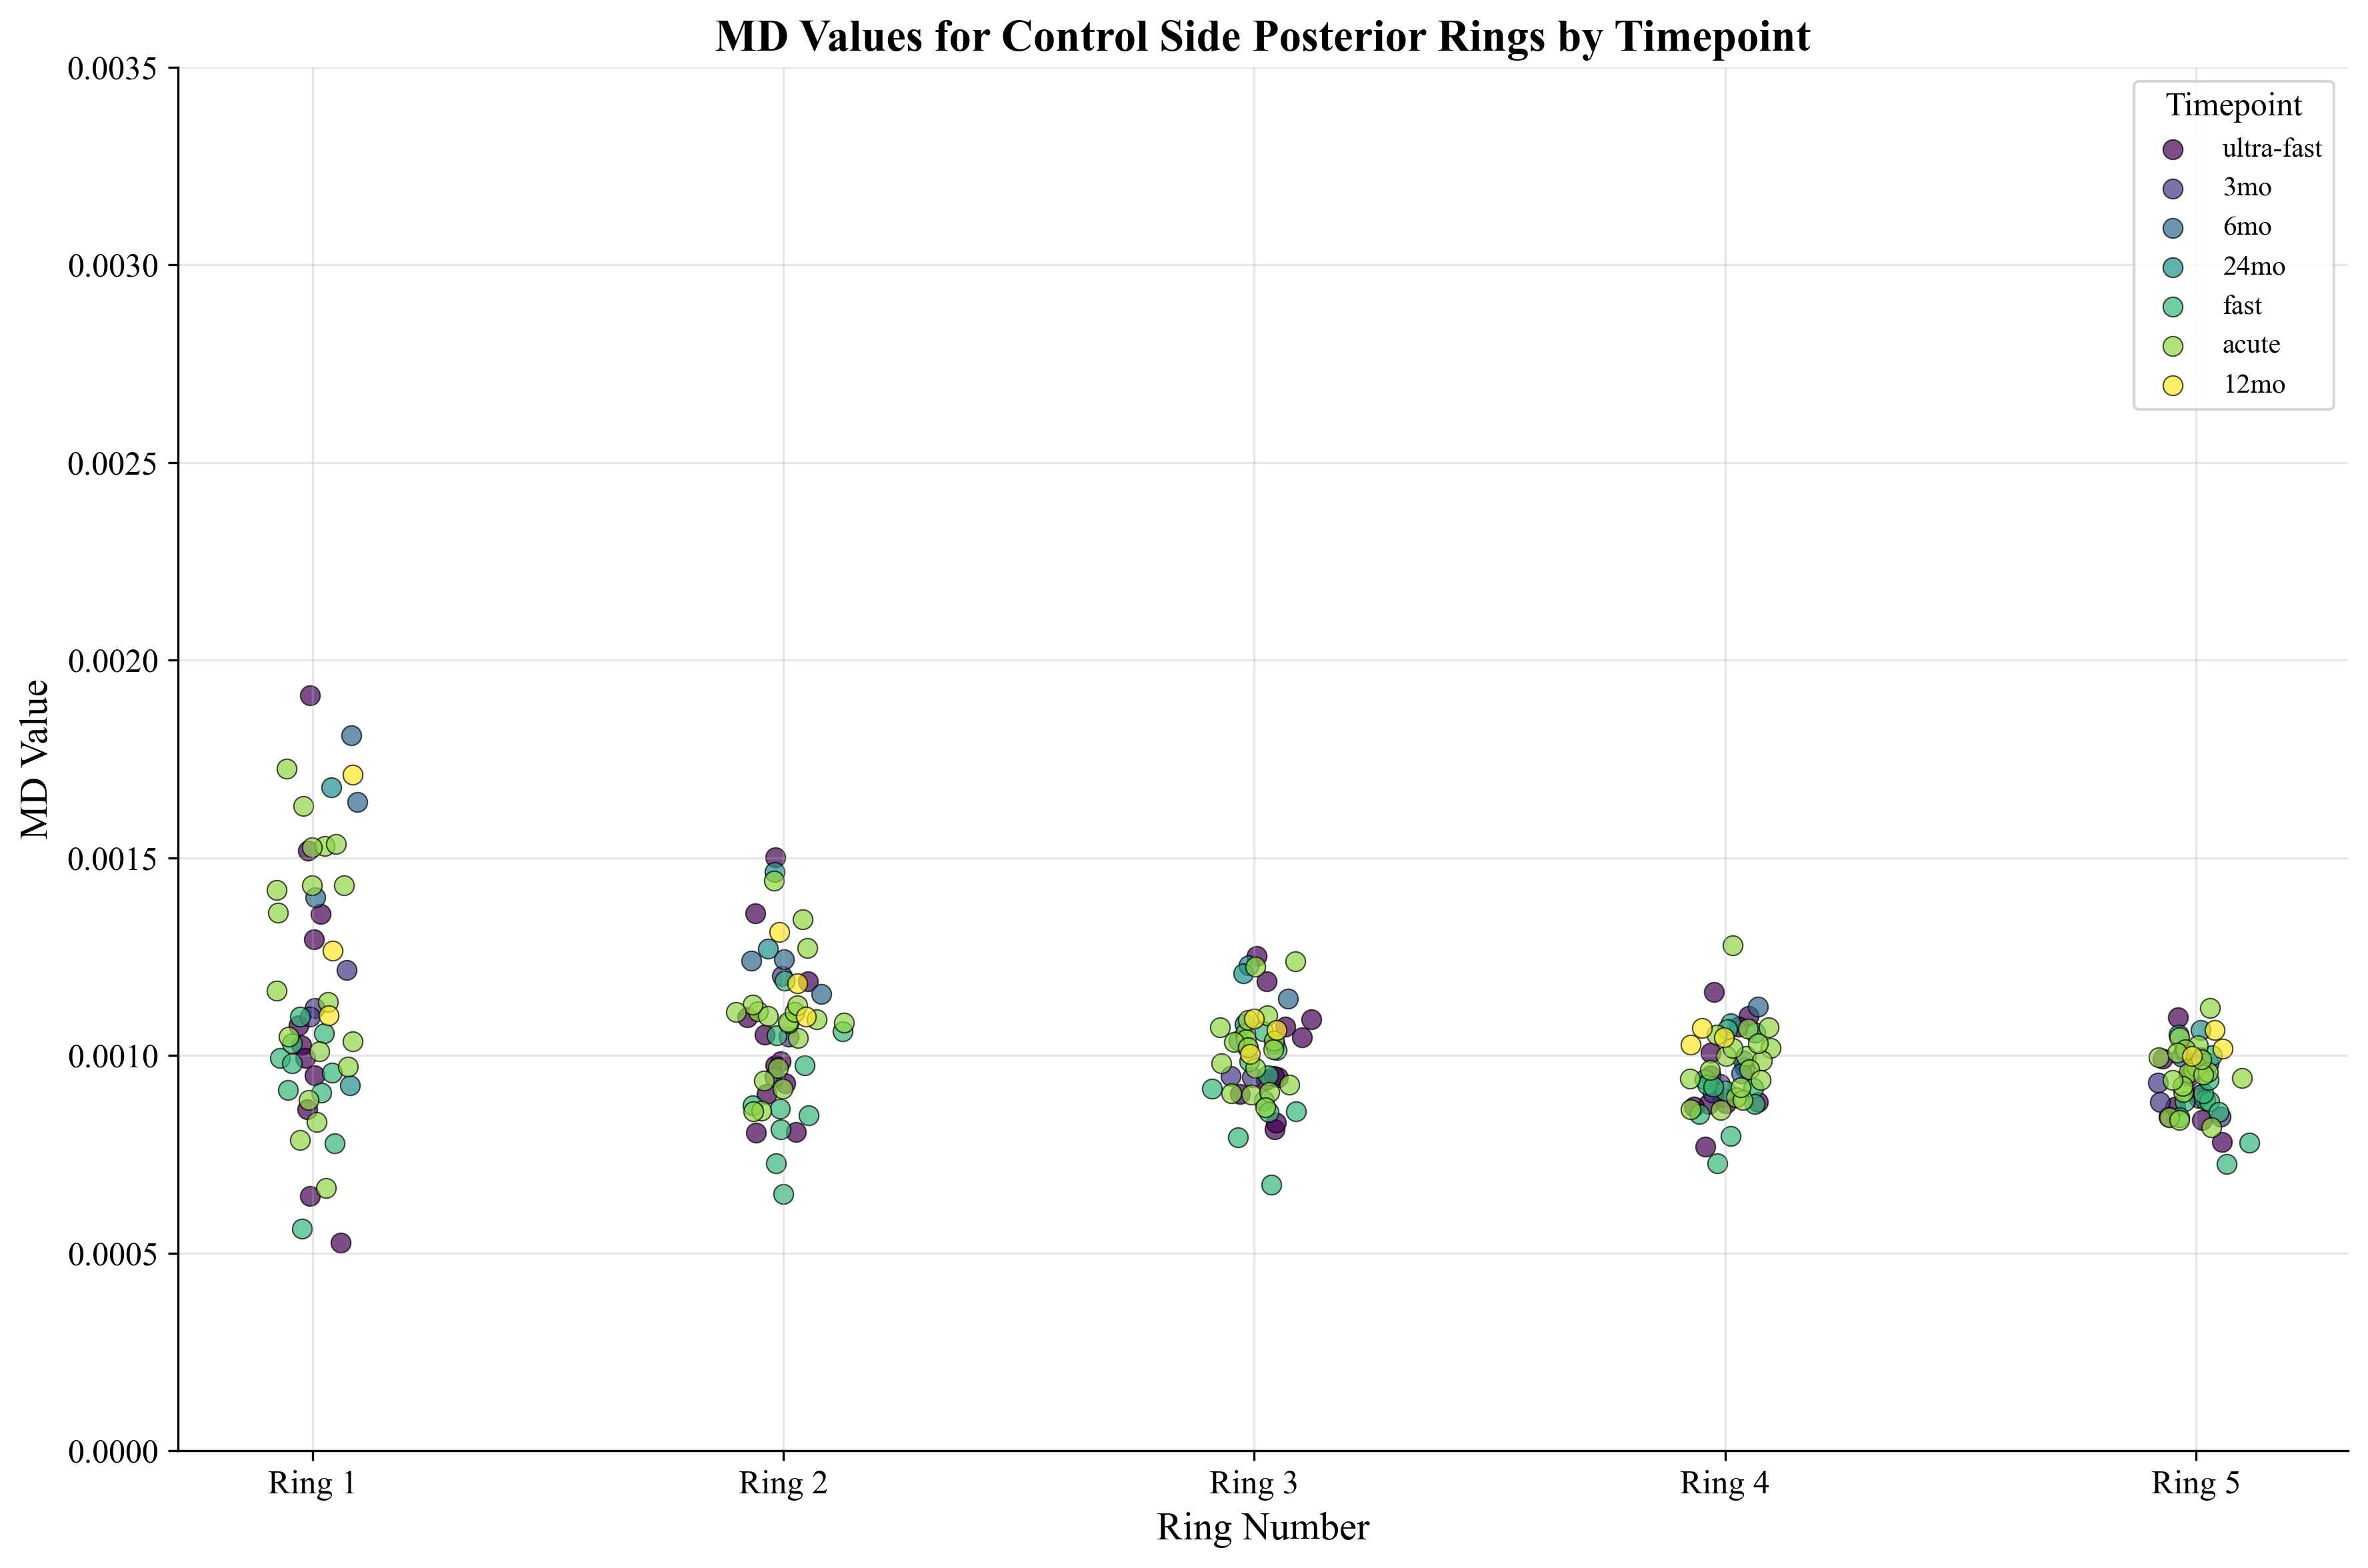 MD Values for Control Side Posterior Rings by Timepoint
0.0035
0.0030
0.0025
0.0020
0.0015
0.0010
0.0005
0.0000
MD Value
Timepoint
ultra-fast
3mo
6mo
24mo
fast
acute
12mo
Ring 1
Ring 2
Ring 3
Ring 4
Ring 5
Ring Number